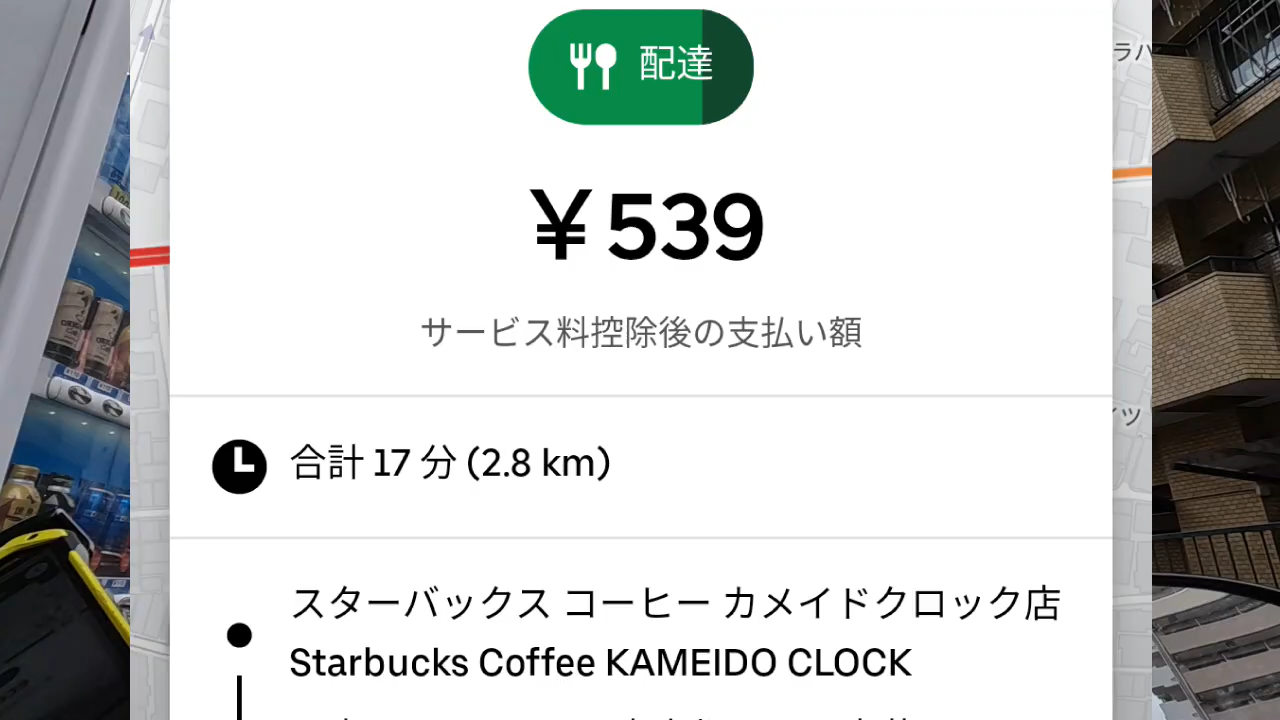 配達
¥539
サービス料控除後の支払い額
合計 17 分 (2.8 km)
スターバックス コーヒー カメイドクロック店
Starbucks Coffee KAMEIDO CLOCK